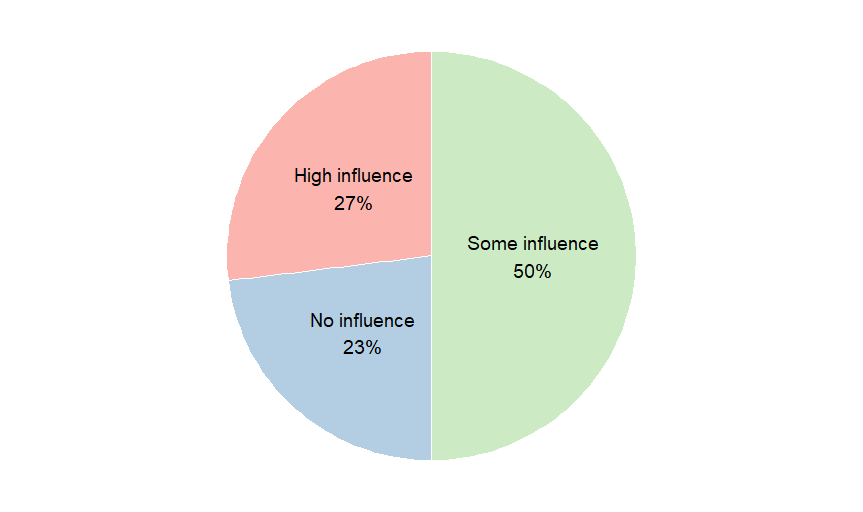 High influence
27%
Some influence
50%
No influence
23%